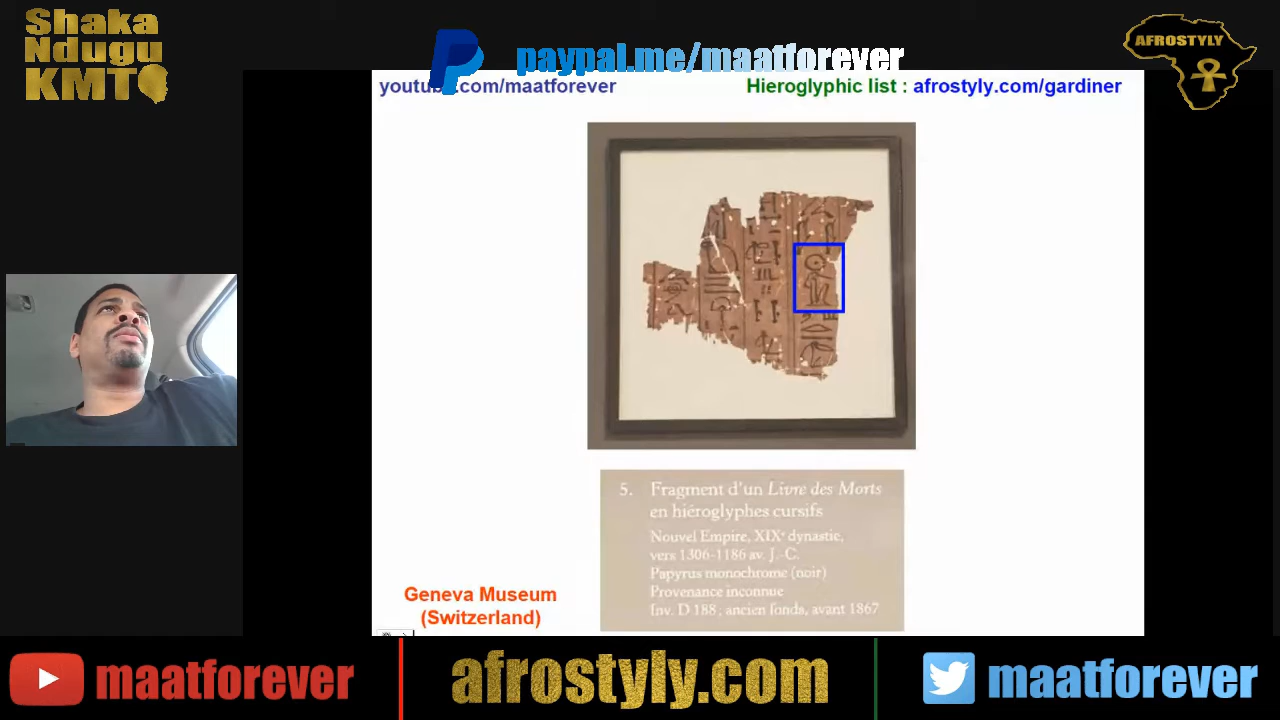 Shaka
Ndugu
KMT
paypal.me/maatforever
AFROSTYLY
youtube.com/maatforever
Hieroglyphic list : afrostyly.com/gardiner
5. Fragment d'un Livre des Morts
en hiéroglyphes cursifs
Nouvel Empire, XIXe dynastie,
vers 1306-1186 av. J.-C.
Papyrus monochrome (noir)
Provenance inconnue
Inv. D 188, ancien fonds, avant 1867
Geneva Museum
(Switzerland)
maatforever
afrostyly.com
maatforever